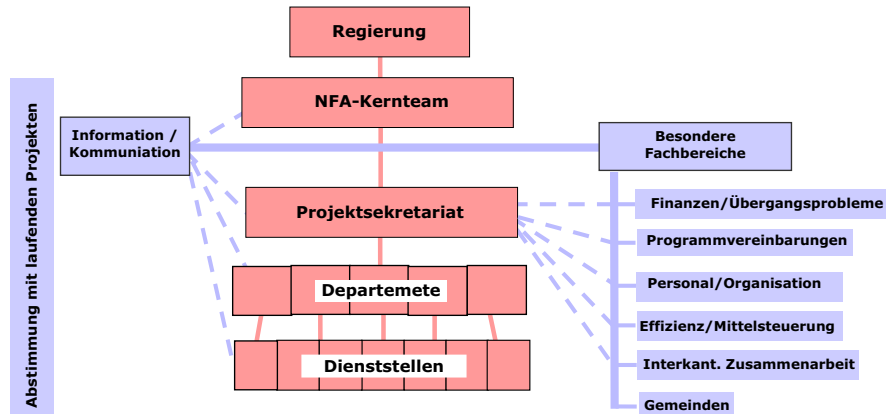 Regierung
NFA-Kernteam
Abstimmung mit laufenden Projekten
Information /
Kommuniation
Besondere
Fachbereiche
Projektsekretariat
Finanzen/Übergangsprobleme
Programmvereinbarungen
Departemete
Personal/Organisation
Effizienz/Mittelsteuerung
Dienststellen
Interkant. Zusammenarbeit
Gemeinden